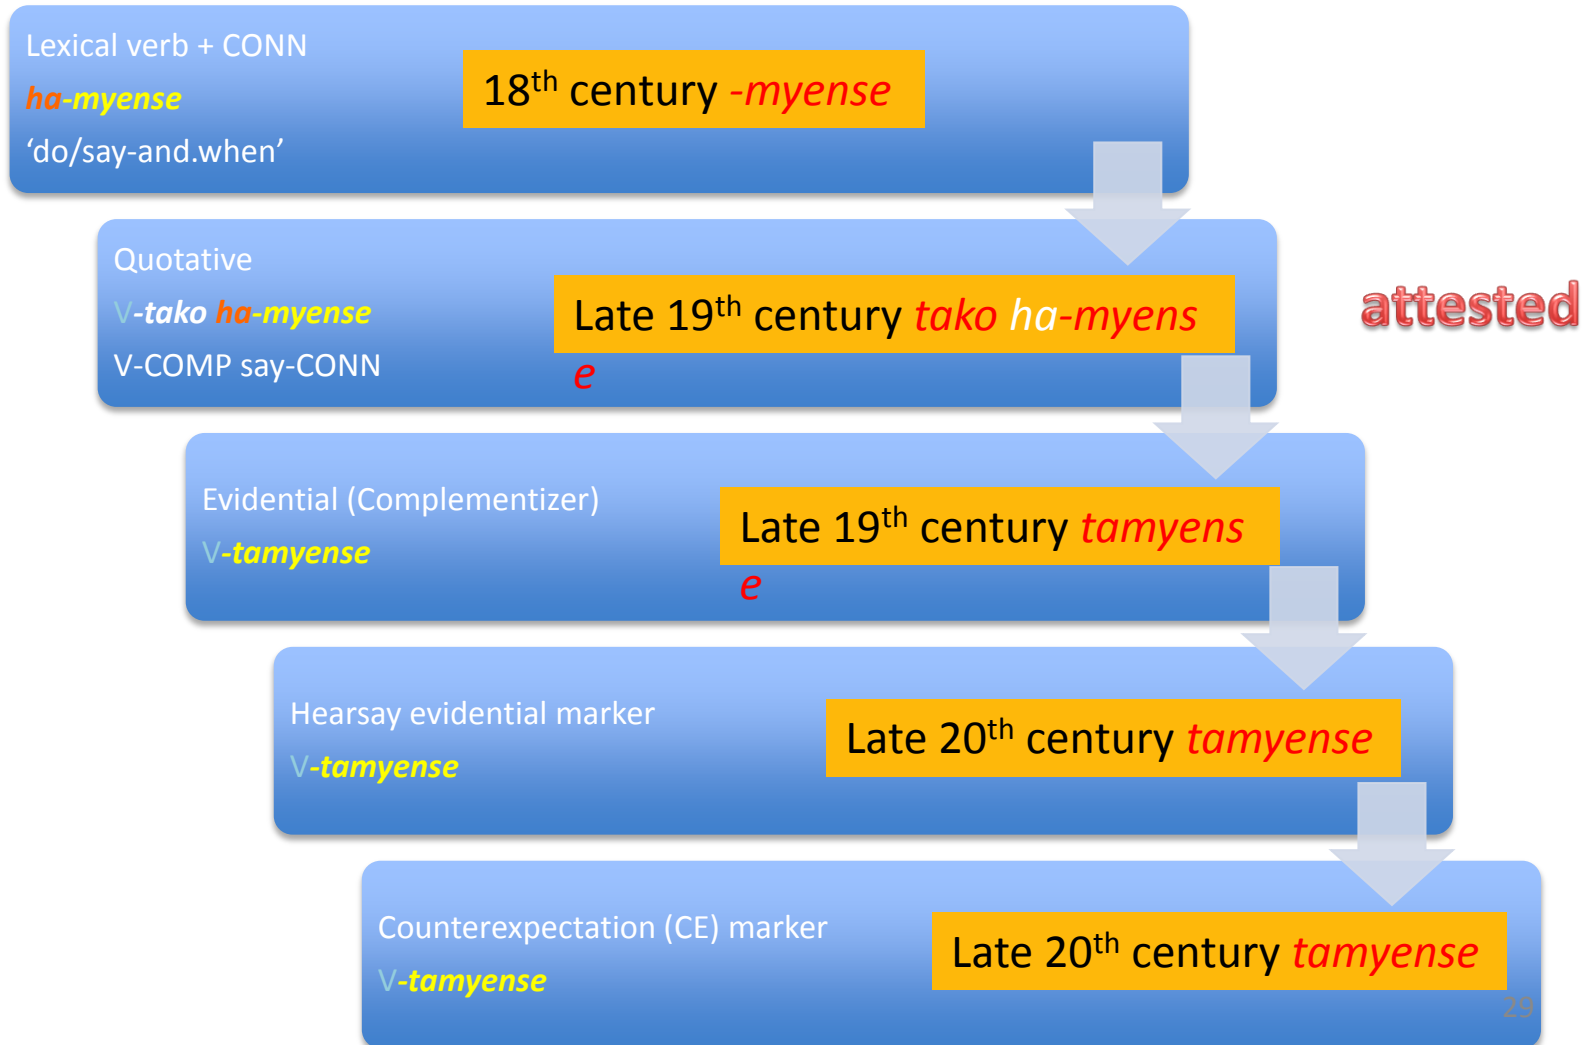 Lexical verb + CONN
ha-myense
‘do/say-and.when’
18th century -myense
Quotative
V-tako ha-myense
V-COMP say-CONN
Late 19th century tako ha-myens
e
attested
Evidential (Complementizer)
V-tamyense
Late 19th century tamyens
e
Hearsay evidential marker
V-tamyense
Late 20th century tamyense
Counterexpectation (CE) marker
V-tamyense
Late 20th century tamyense
29